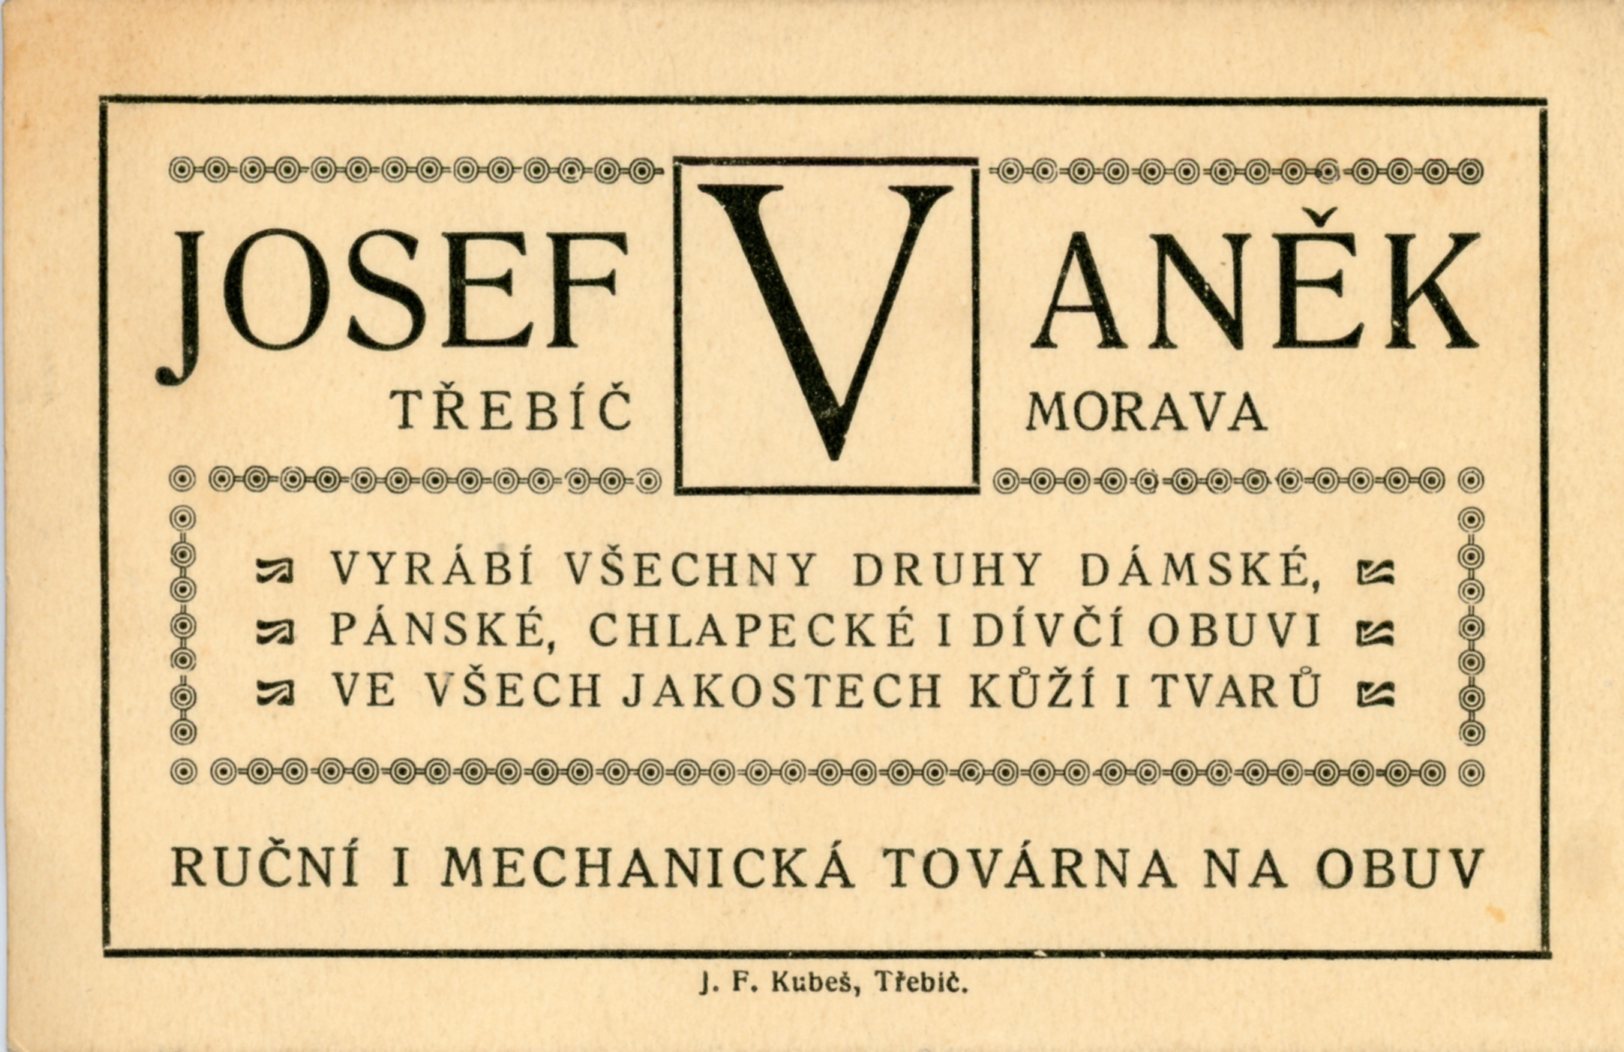 JOSEF VANĚK
TŘEBÍČ MORAVA
VYRÁBÍ VŠECHNY DRUHY DÁMSKÉ,
PÁNSKÉ, CHLAPECKÉ I DÍVČÍ OBUVI
VE VŠECH JAKOSTECH KŮŽÍ I TVARŮ
RUČNÍ I MECHANICKÁ TOVÁRNA NA OBUV
J. F. Kubeš, Třebíč.